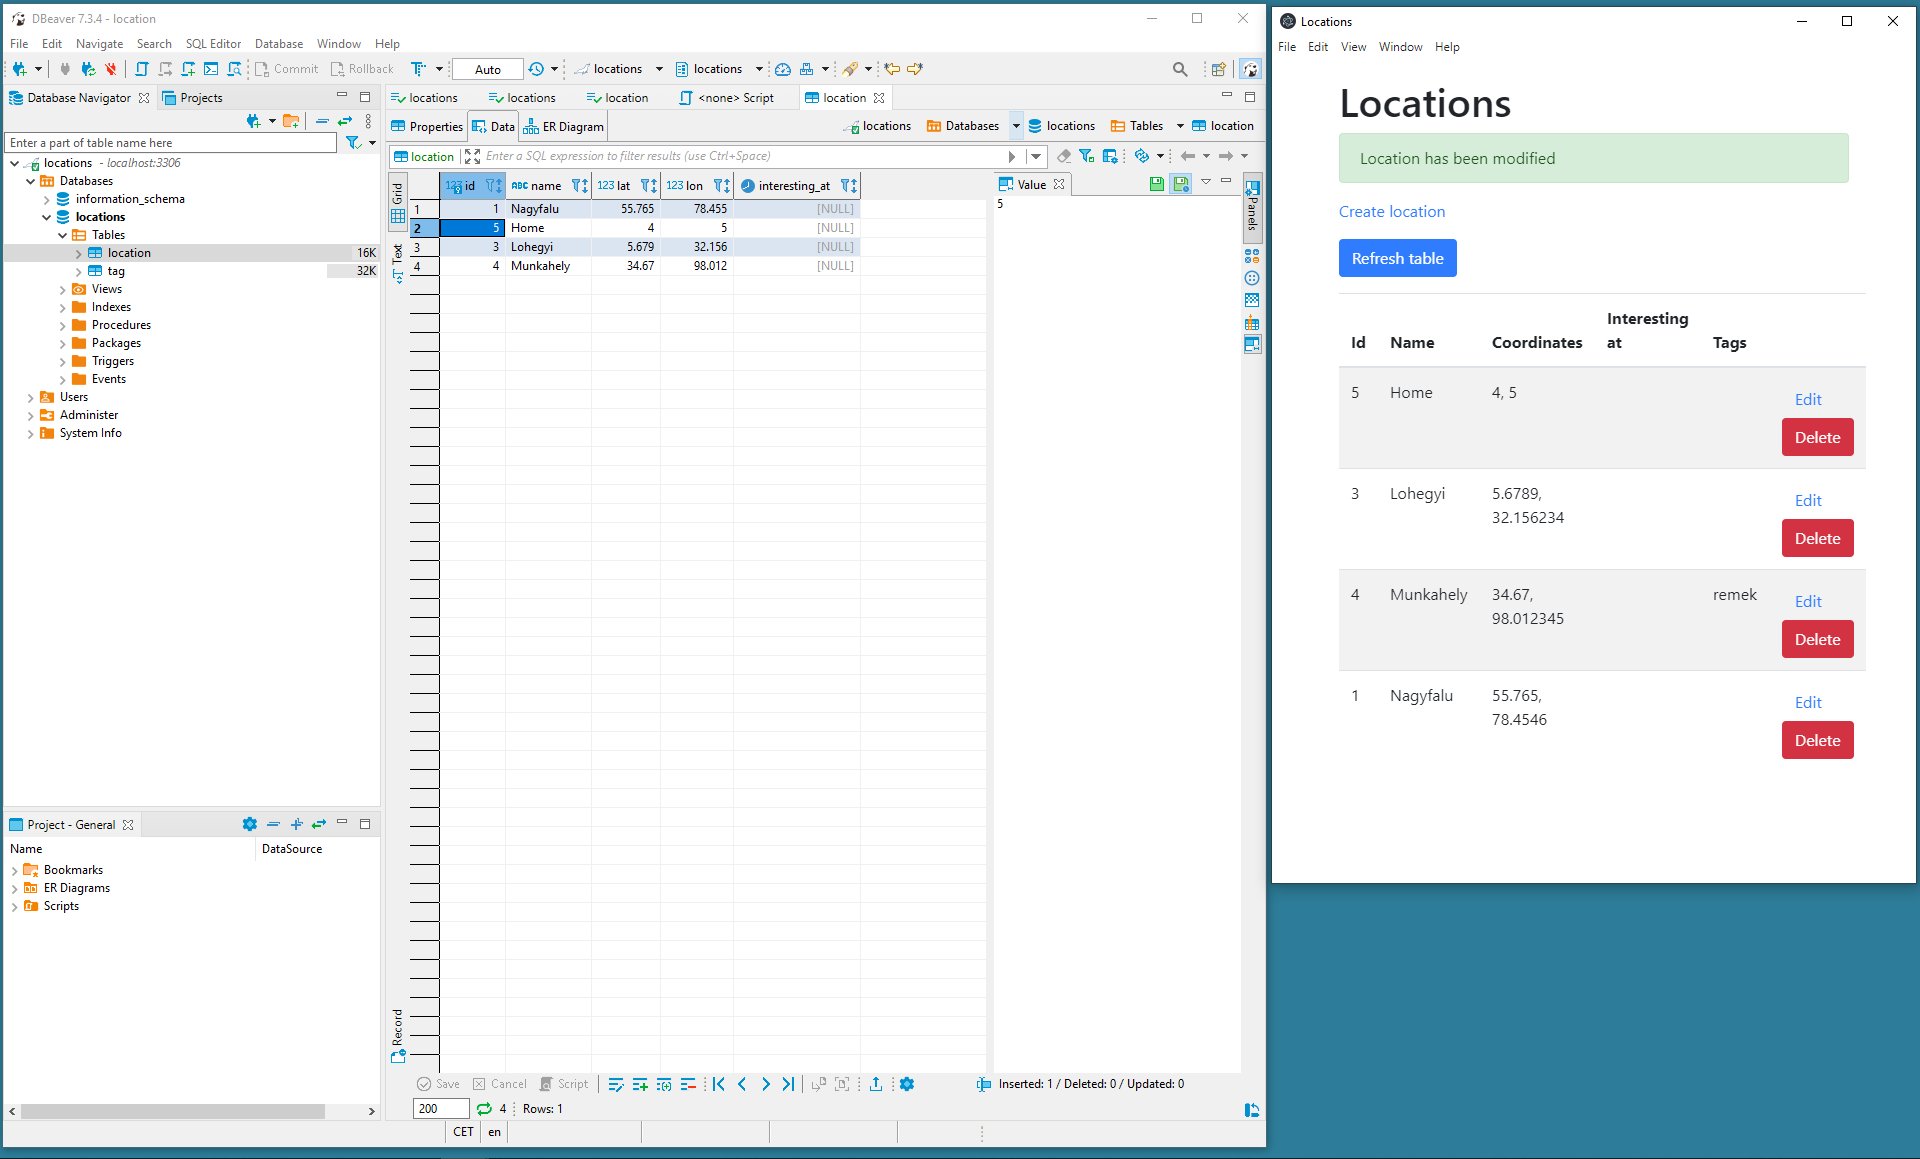 DBeaver 7.3.4 - location
File Edit Navigate Search SQL Editor Database Window Help
Commit Rollback Auto locations locations
Database Navigator Projects
Enter a part of table name here
locations - localhost:3306
Databases
information_schema
locations
Tables
location 16K
tag 32K
Views
Indexes
Procedures
Packages
Triggers
Events
Users
Administer
System Info
Project - General
Name DataSource
Bookmarks
ER Diagrams
Scripts
locations locations location <none> Script location
Properties Data ER Diagram locations Databases locations Tables location
location Enter a SQL expression to filter results (use Ctrl+Space)
Grid
Text
Record
123 id ABC name 123 lat 123 lon interesting_at
1 1 Nagyfalu 55.765 78.455 [NULL]
2 5 Home 4 5 [NULL]
3 3 Lohegyi 5.679 32.156 [NULL]
4 4 Munkahely 34.67 98.012 [NULL]
Value
5
Panels
Save Cancel Script Inserted: 1 / Deleted: 0 / Updated: 0
200 4 Rows: 1
CET en
Locations
File Edit View Window Help
Locations
Location has been modified
Create location
Refresh table
Id Name Coordinates Interesting at Tags
5 Home 4, 5 Edit
Delete
3 Lohegyi 5.6789, Edit
32.156234
Delete
4 Munkahely 34.67, remek Edit
98.012345
Delete
1 Nagyfalu 55.765, Edit
78.4546
Delete